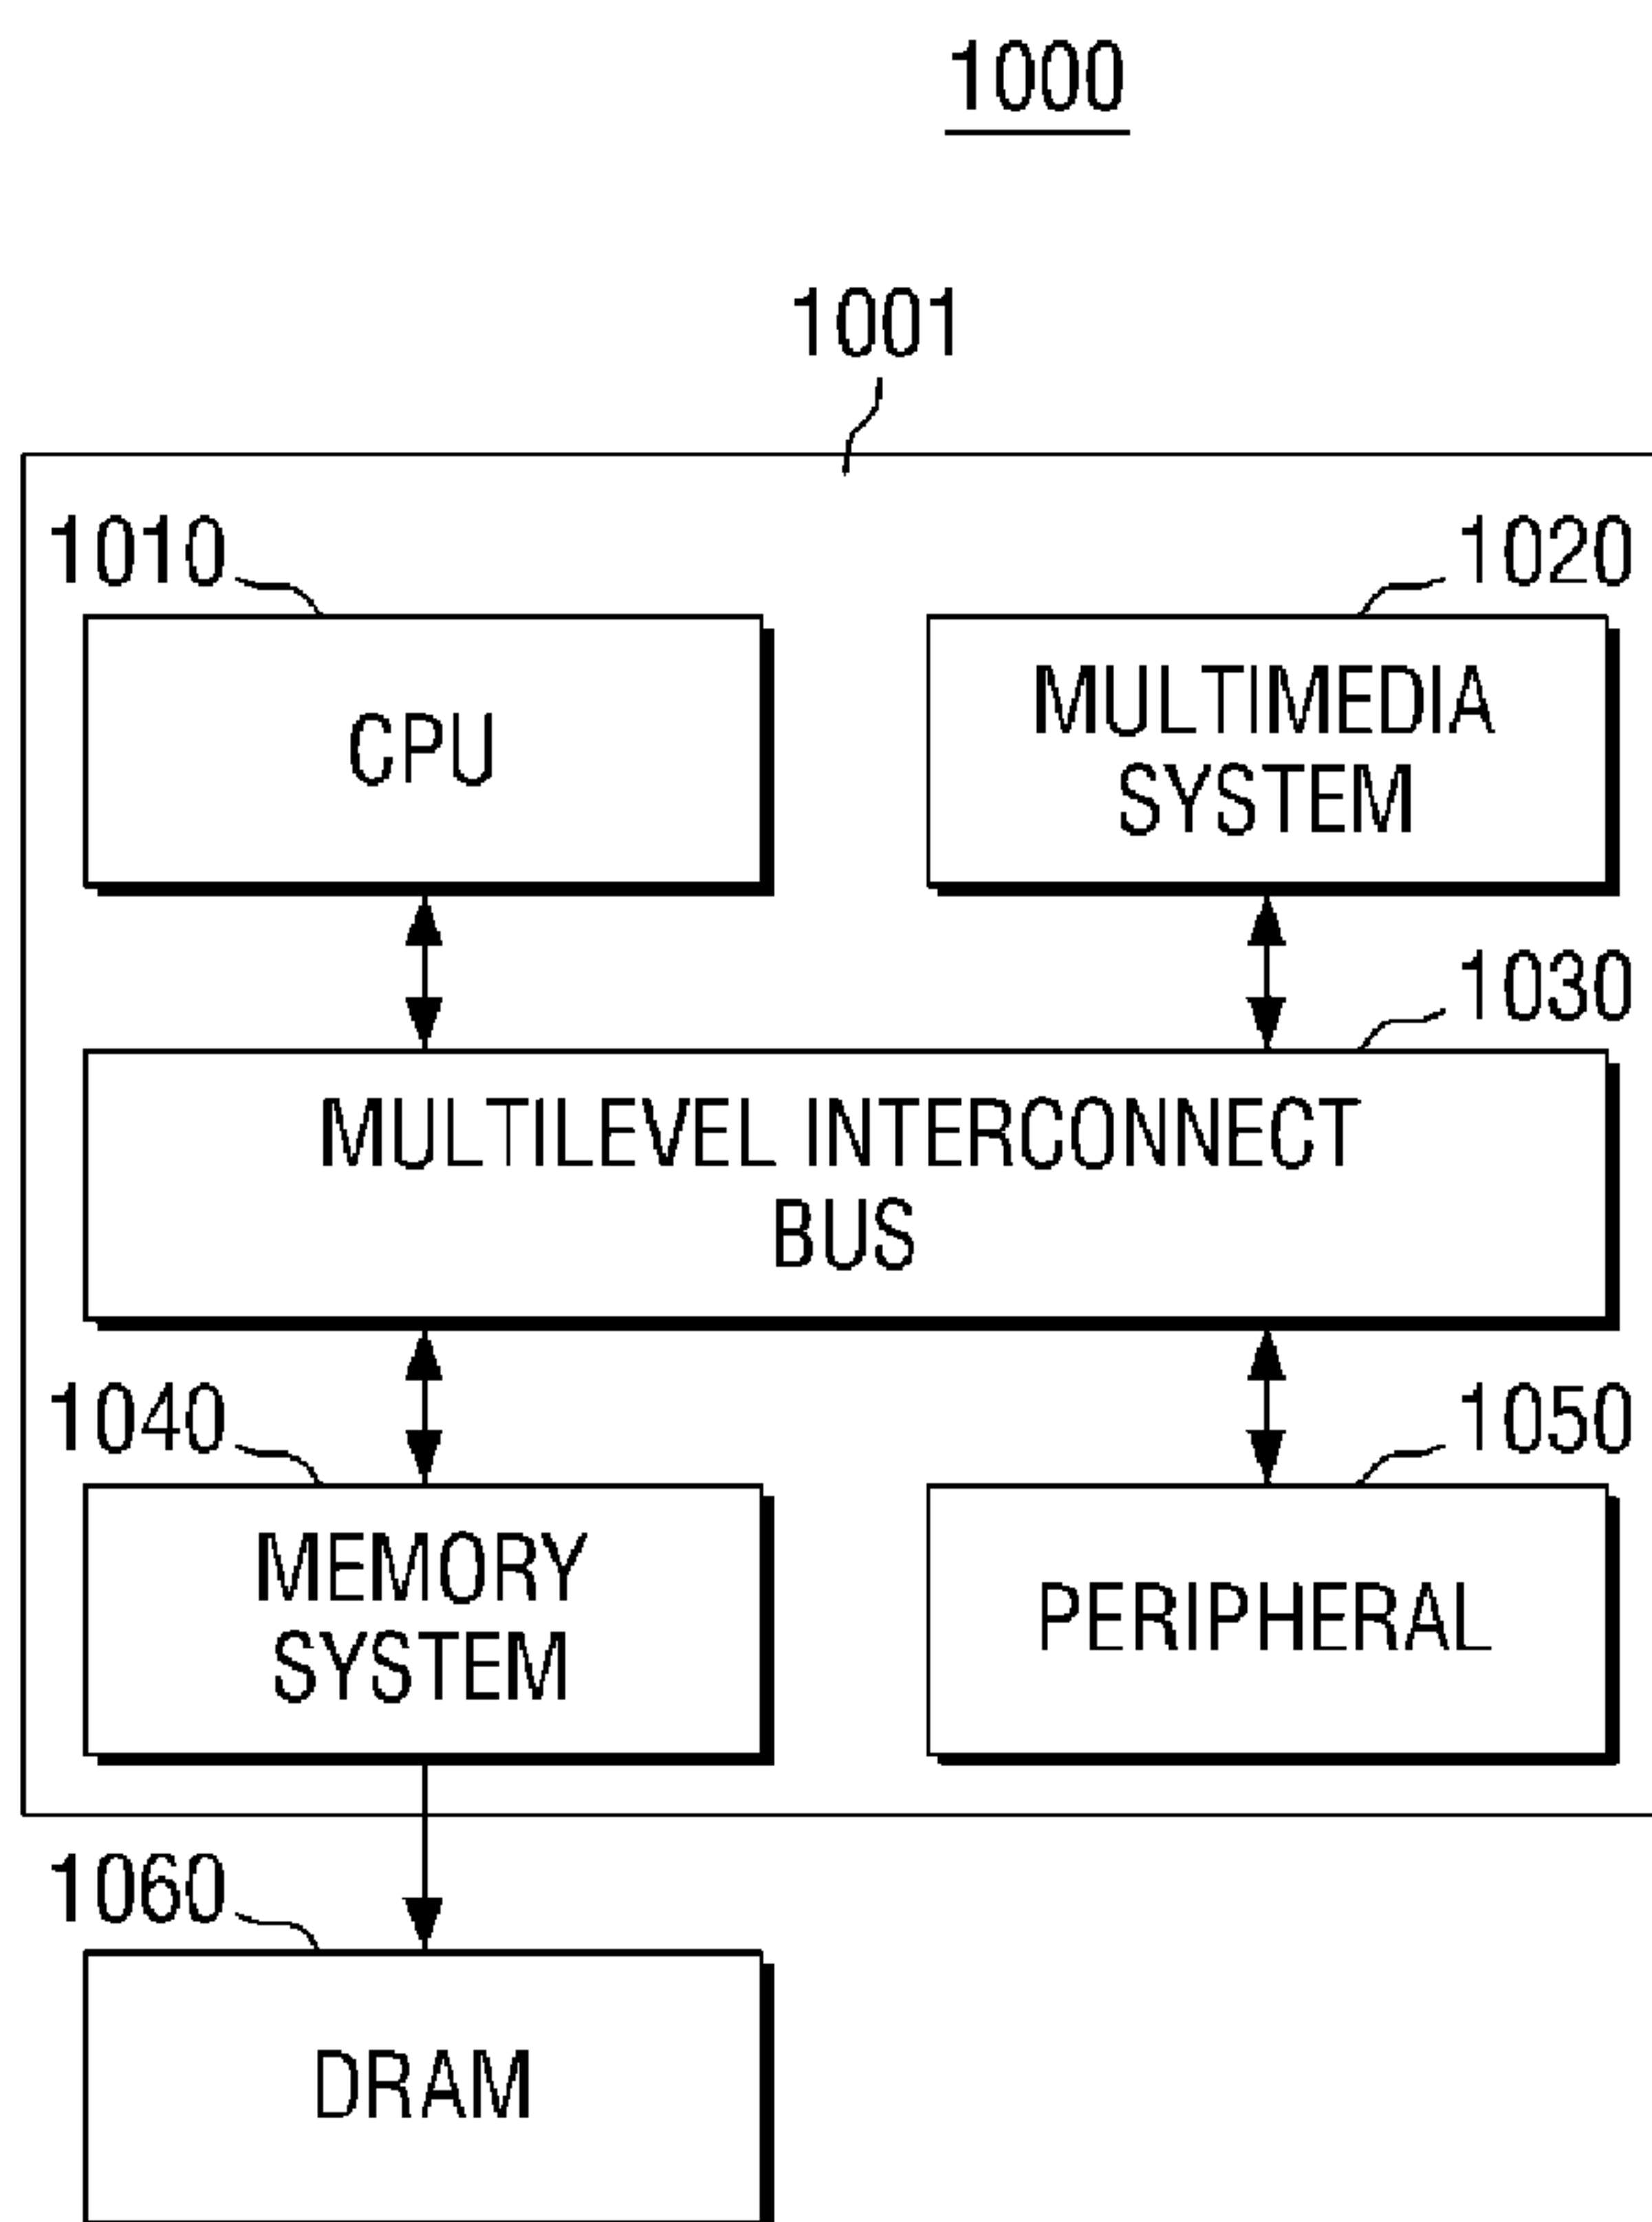 1000
1001
1010
1020
CPU
MULTIMEDIA
SYSTEM
1030
MULTILEVEL INTERCONNECT
BUS
1040
1050
MEMORY
SYSTEM
PERIPHERAL
1060
DRAM